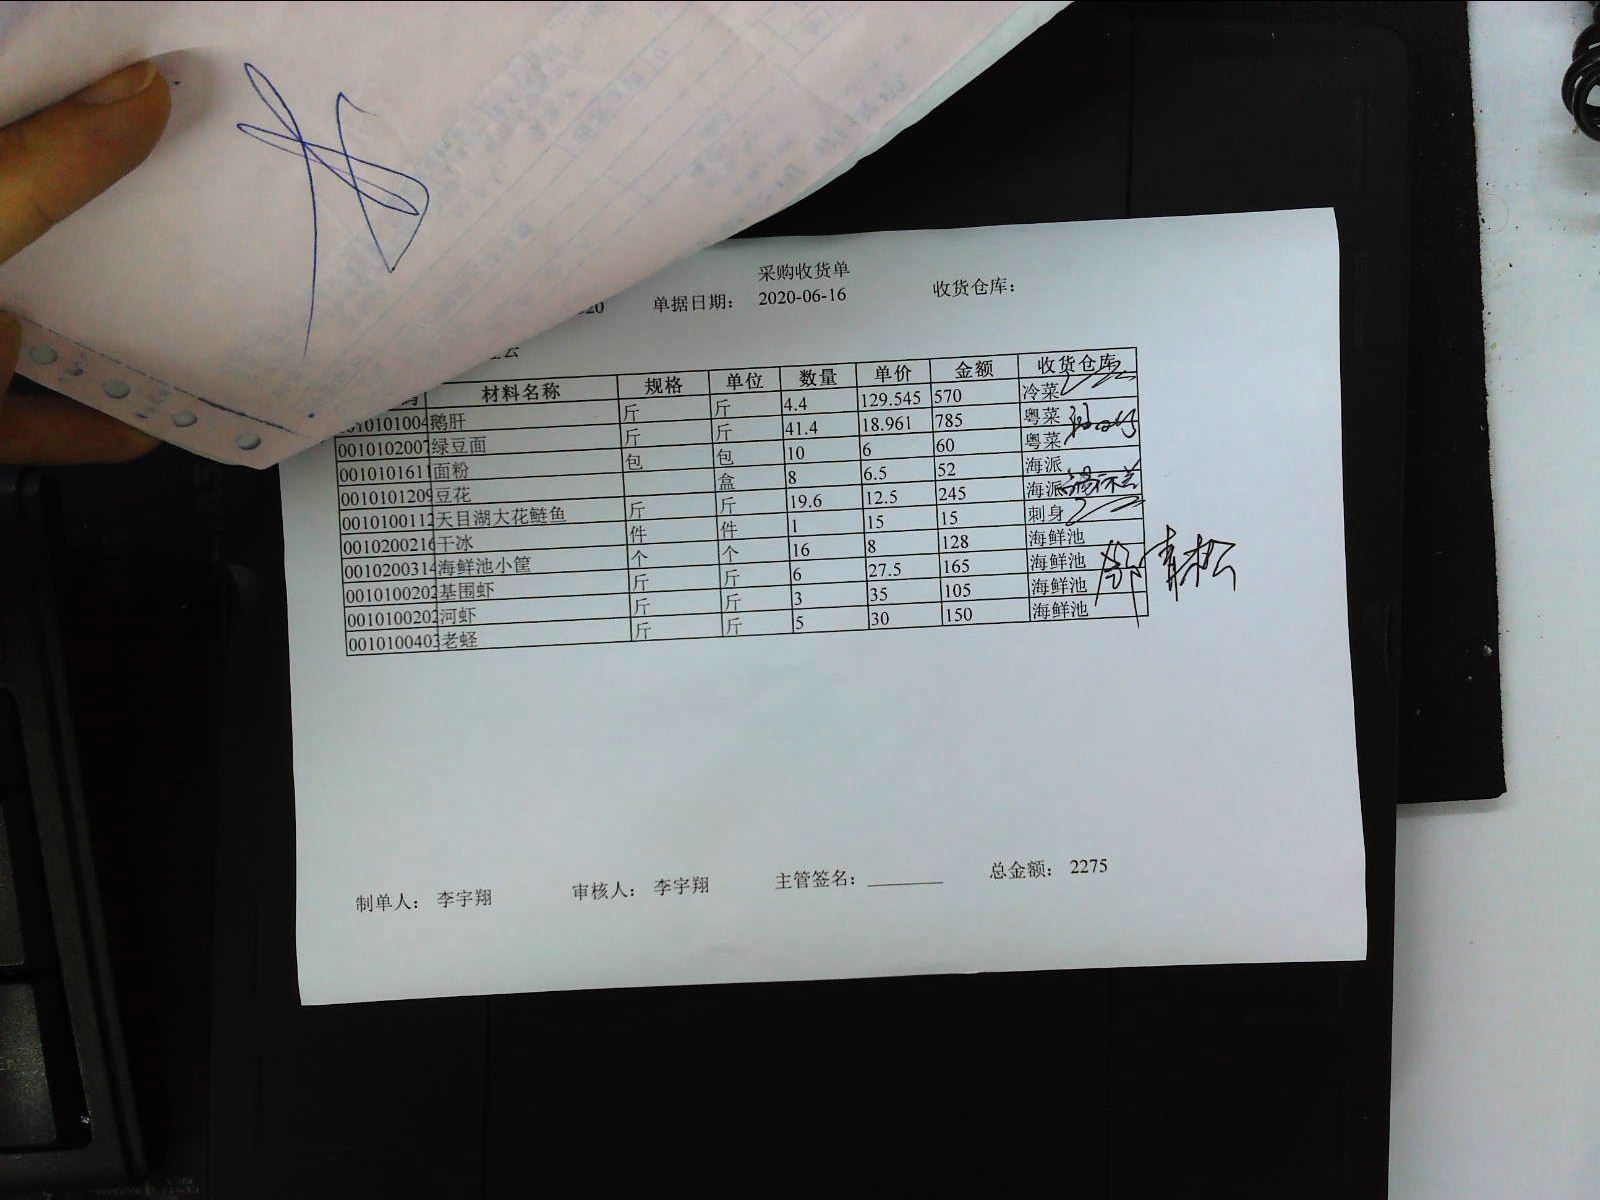 采购收货单
单据日期： 2020-06-16 收货仓库：
材料名称 规格 单位 数量 单价 金额 收货仓库
鹅肝 斤 斤 4.4 129.545 570 冷菜
0010102007 绿豆面 斤 斤 41.4 18.961 785 粤菜
0010101611 面粉 包 包 10 6 60 粤菜
0010101209 豆花 盒 8 6.5 52 海派
0010100112 天目湖大花鲢鱼 斤 斤 19.6 12.5 245 海派
0010200216 干冰 件 件 1 15 15 刺身
0010200314 海鲜池小筐 个 个 16 8 128 海鲜池
0010100202 基围虾 斤 斤 6 27.5 165 海鲜池
0010100202 河虾 斤 斤 3 35 105 海鲜池
0010100403 老蛏 斤 斤 5 30 150 海鲜池
制单人： 李宇翔 审核人： 李宇翔 主管签名： 总金额： 2275